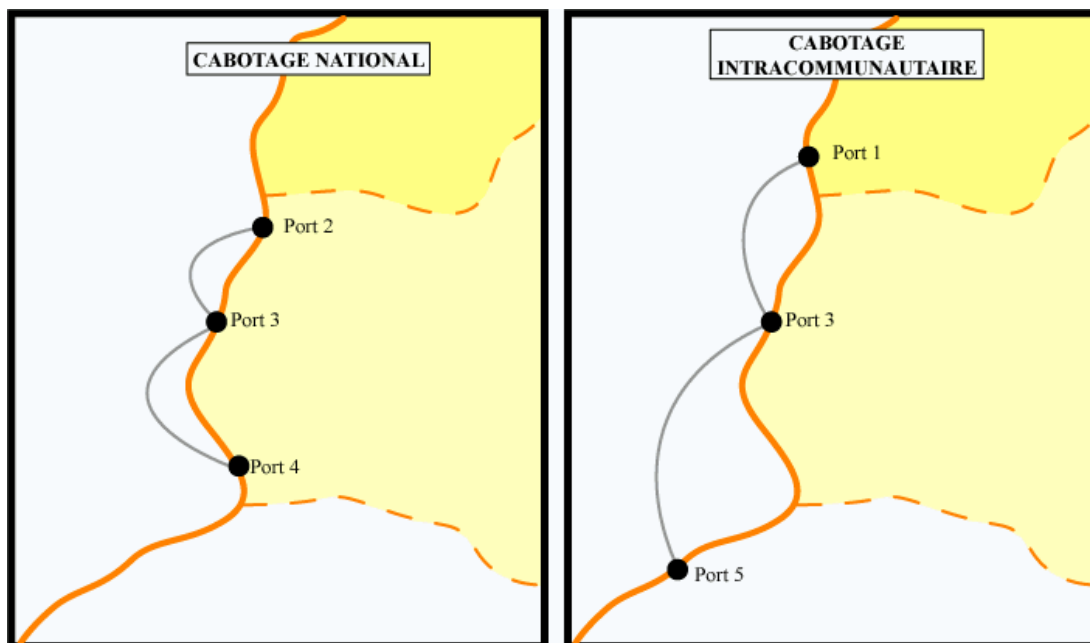 CABOTAGE NATIONAL
Port 2
Port 3
Port 4
CABOTAGE
INTRACOMMUNAUTAIRE
Port 1
Port 3
Port 5